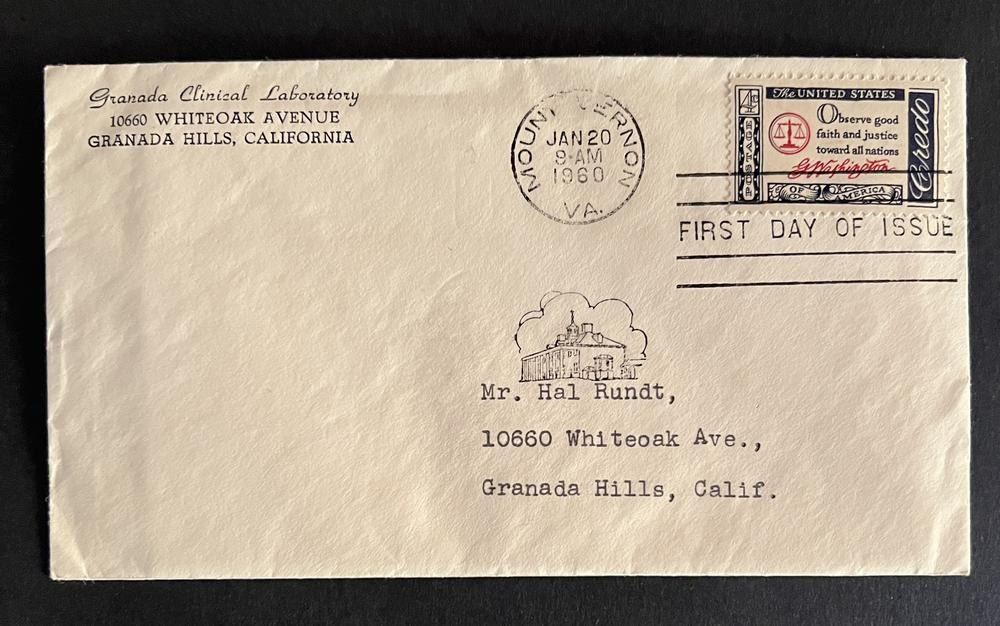 Granada Clinical Laboratory
10660 WHITEOAK AVENUE
GRANADA HILLS, CALIFORNIA
MOUNT VERNON
JAN 20
9-AM
1960
VA.
4¢
POSTAGE
The UNITED STATES
Observe good
faith and justice
toward all nations
G Washington
OF AMERICA
Credo
FIRST DAY OF ISSUE
Mr. Hal Rundt,
10660 Whiteoak Ave.,
Granada Hills, Calif.